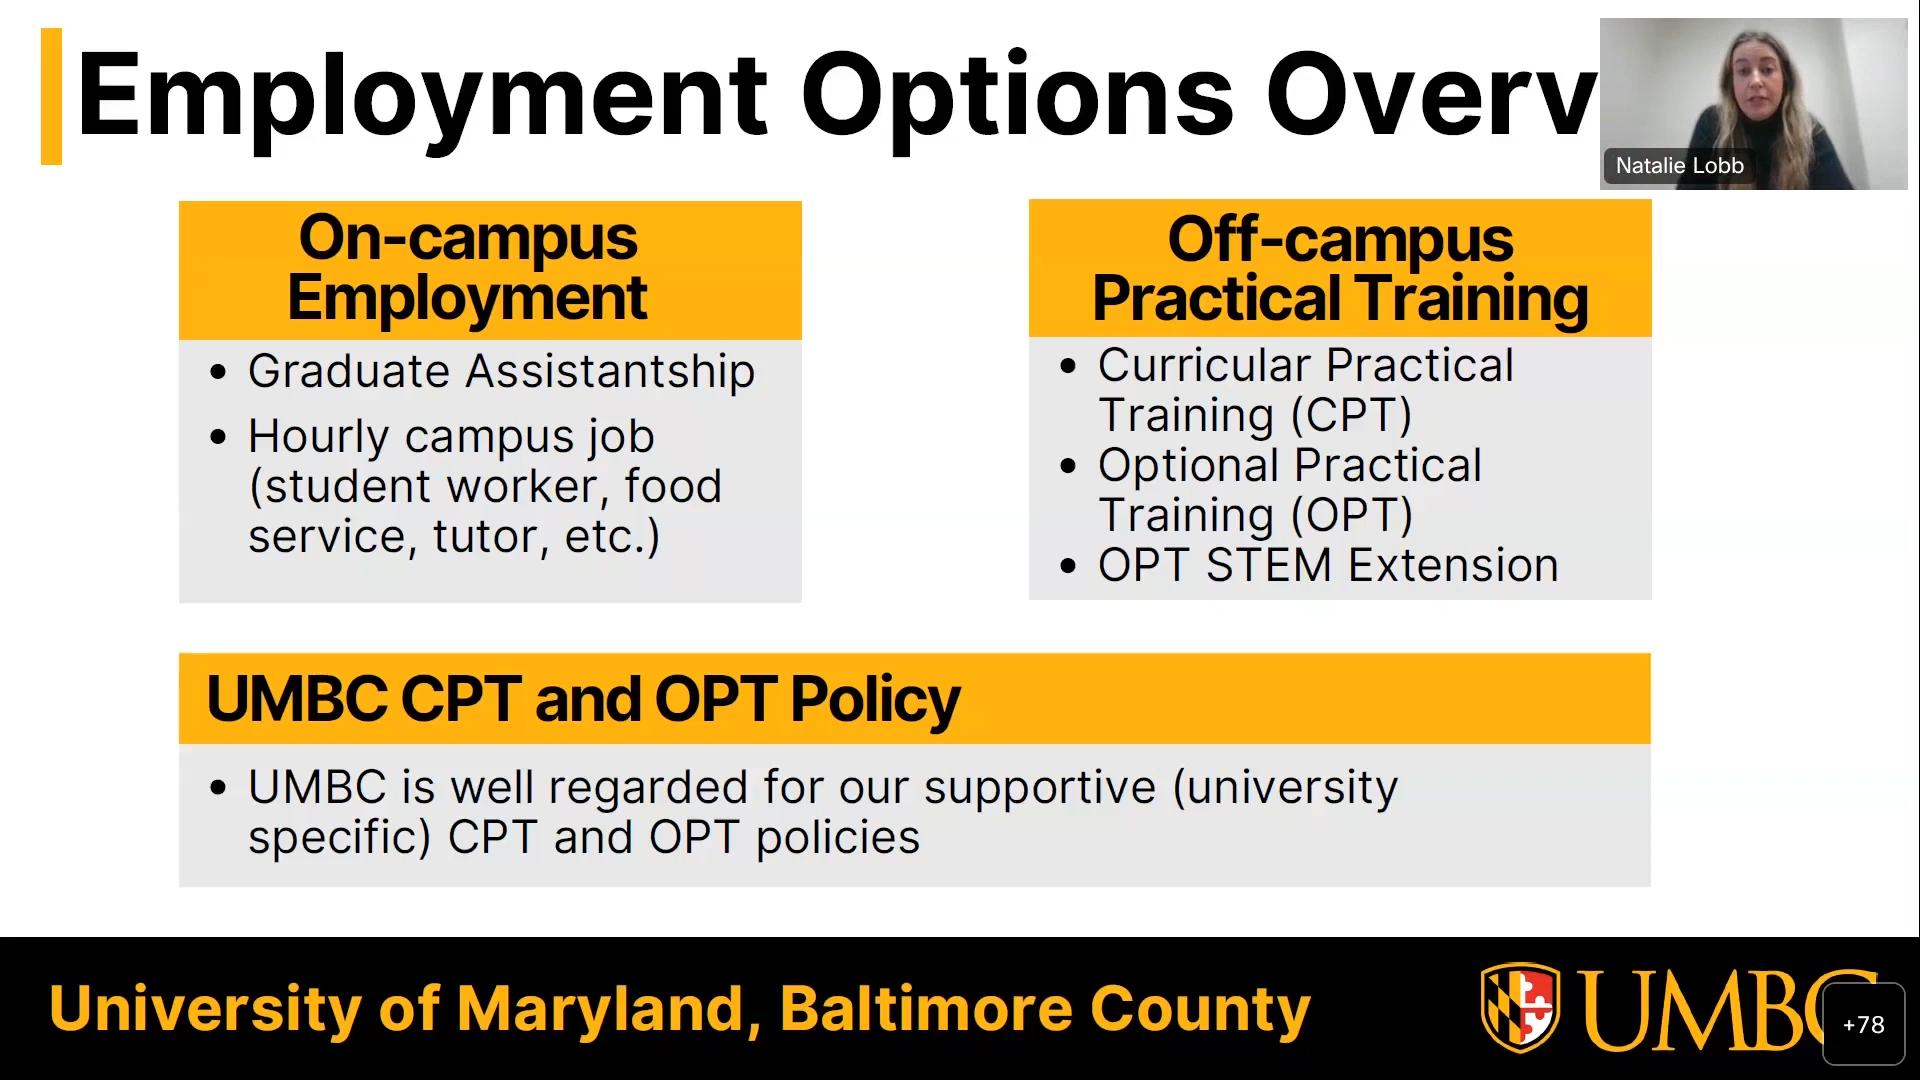 Employment Options Overv
Natalie Lobb
On-campus
Employment
• Graduate Assistantship
• Hourly campus job
(student worker, food
service, tutor, etc.)
Off-campus
Practical Training
• Curricular Practical
Training (CPT)
• Optional Practical
Training (OPT)
• OPT STEM Extension
UMBC CPT and OPT Policy
• UMBC is well regarded for our supportive (university
specific) CPT and OPT policies
University of Maryland, Baltimore County
UMBC
+78